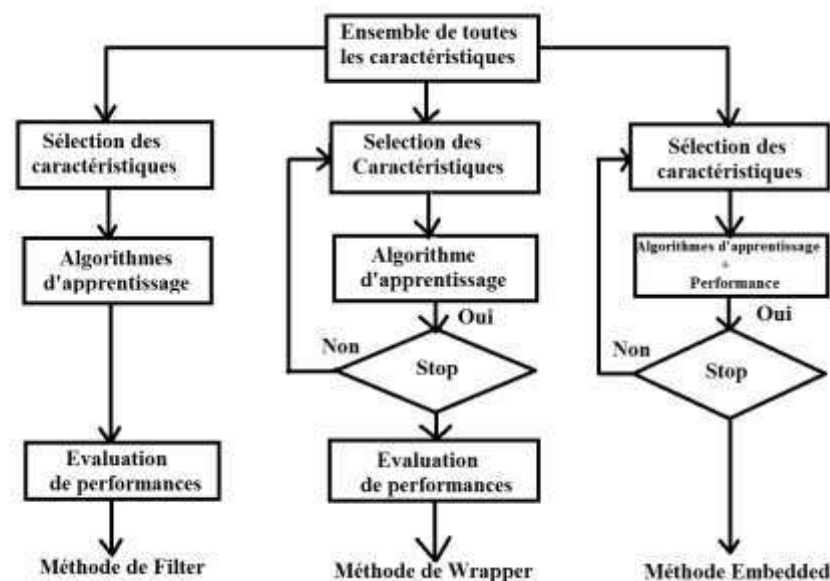 Ensemble de toutes
les caractéristiques
Sélection des
caractéristiques
Algorithmes
d'apprentissage
Evaluation
de performances
Méthode de Filter
Selection des
Caractéristiques
Algorithme
d'apprentissage
Oui
Non
Stop
Evaluation
de performances
Méthode de Wrapper
Sélection des
caractéristiques
Algorithmes d'apprentissage
+
Performance
Oui
Non
Stop
Méthode Embedded